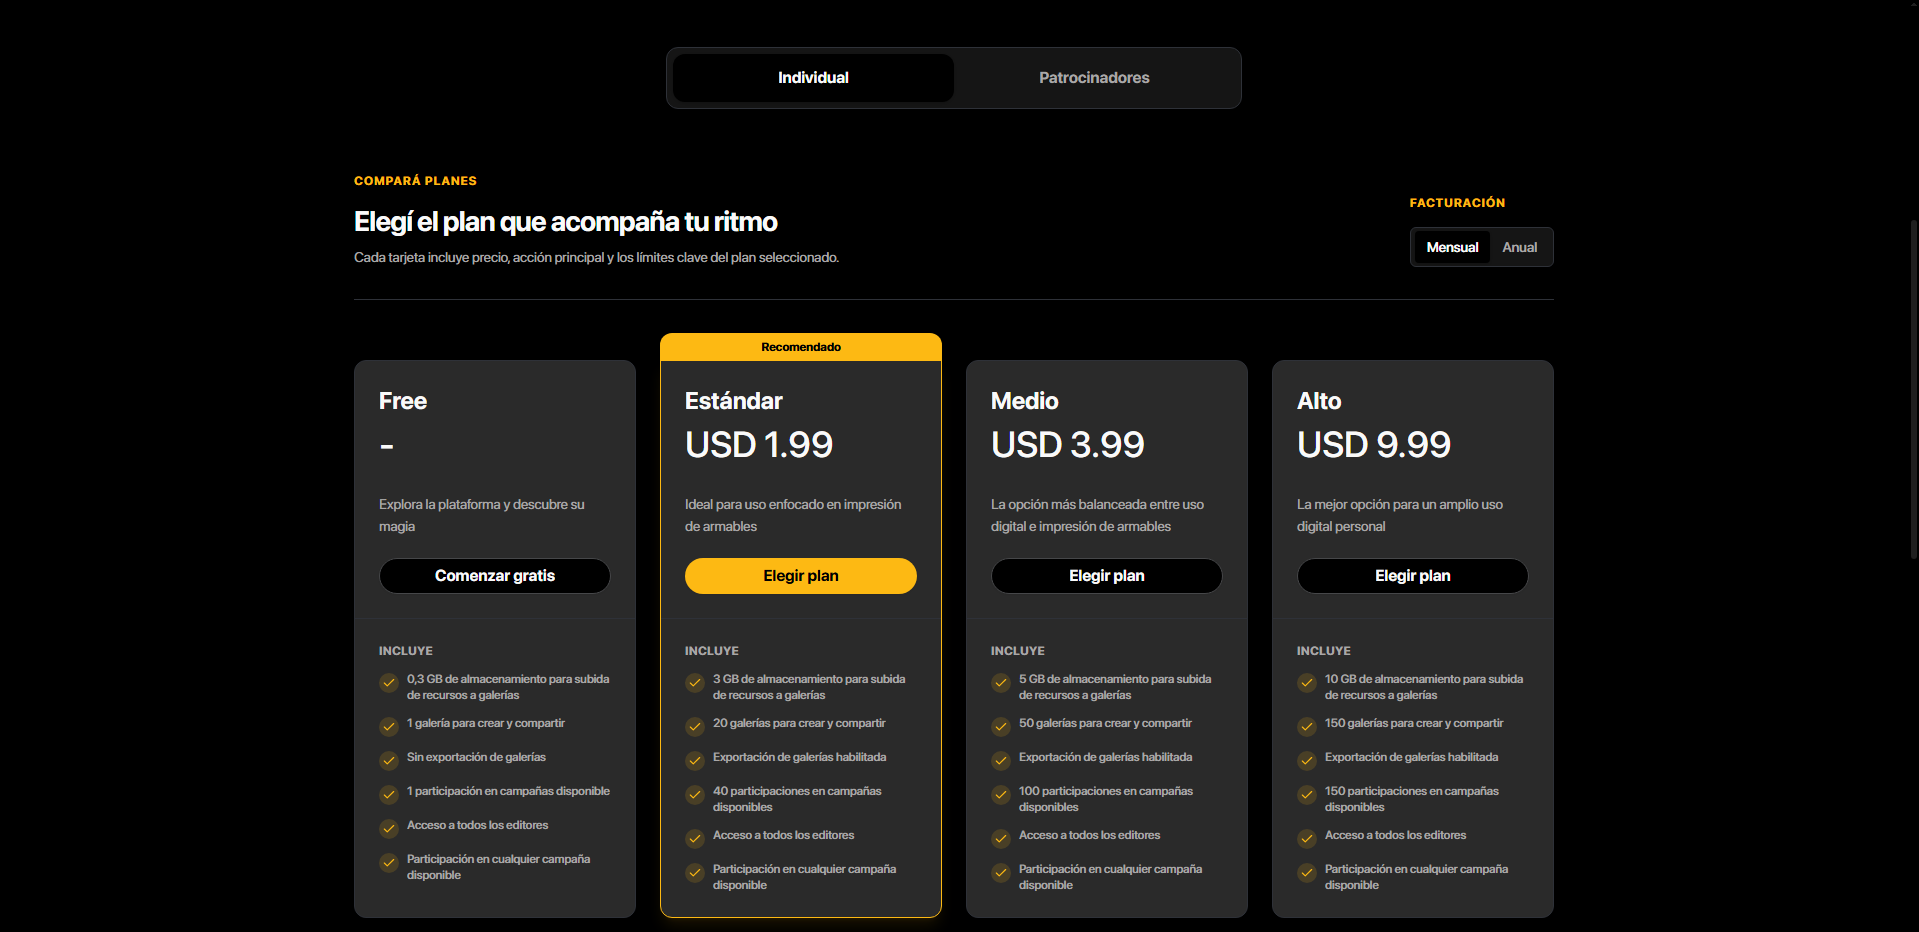 Individual
Patrocinadores
COMPARÁ PLANES
Elegí el plan que acompaña tu ritmo
Cada tarjeta incluye precio, acción principal y los límites clave del plan seleccionado.
FACTURACIÓN
Mensual
Anual
Free
-
Explora la plataforma y descubre su
magia
Comenzar gratis
INCLUYE
0,3 GB de almacenamiento para subida
de recursos a galerías
1 galería para crear y compartir
Sin exportación de galerías
1 participación en campañas disponible
Acceso a todos los editores
Participación en cualquier campaña
disponible
Recomendado
Estándar
USD 1.99
Ideal para uso enfocado en impresión
de armables
Elegir plan
INCLUYE
3 GB de almacenamiento para subida
de recursos a galerías
20 galerías para crear y compartir
Exportación de galerías habilitada
40 participaciones en campañas
disponibles
Acceso a todos los editores
Participación en cualquier campaña
disponible
Medio
USD 3.99
La opción más balanceada entre uso
digital e impresión de armables
Elegir plan
INCLUYE
5 GB de almacenamiento para subida
de recursos a galerías
50 galerías para crear y compartir
Exportación de galerías habilitada
100 participaciones en campañas
disponibles
Acceso a todos los editores
Participación en cualquier campaña
disponible
Alto
USD 9.99
La mejor opción para un amplio uso
digital personal
Elegir plan
INCLUYE
10 GB de almacenamiento para subida
de recursos a galerías
150 galerías para crear y compartir
Exportación de galerías habilitada
150 participaciones en campañas
disponibles
Acceso a todos los editores
Participación en cualquier campaña
disponible